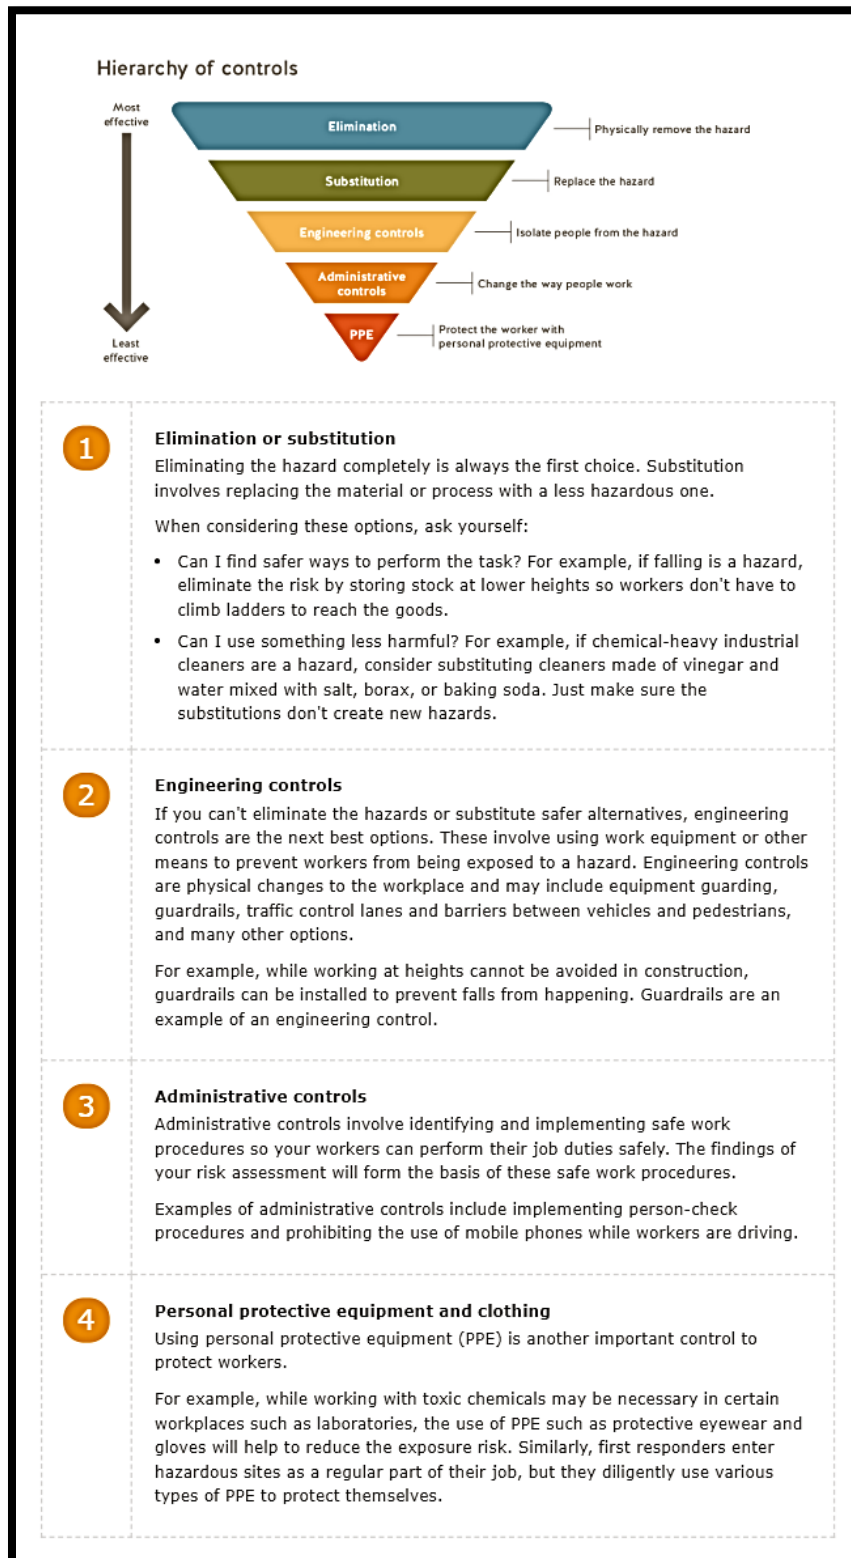 Hierarchy of controls
Most
effective
Elimination
Physically remove the hazard
Substitution
Replace the hazard
Engineering controls
Isolate people from the hazard
Administrative
controls
Change the way people work
PPE
Protect the worker with
personal protective equipment
Least
effective
1
Elimination or substitution
Eliminating the hazard completely is always the first choice. Substitution
involves replacing the material or process with a less hazardous one.
When considering these options, ask yourself:
• Can I find safer ways to perform the task? For example, if falling is a hazard,
eliminate the risk by storing stock at lower heights so workers don't have to
climb ladders to reach the goods.
• Can I use something less harmful? For example, if chemical-heavy industrial
cleaners are a hazard, consider substituting cleaners made of vinegar and
water mixed with salt, borax, or baking soda. Just make sure the
substitutions don't create new hazards.
2
Engineering controls
If you can't eliminate the hazards or substitute safer alternatives, engineering
controls are the next best options. These involve using work equipment or other
means to prevent workers from being exposed to a hazard. Engineering controls
are physical changes to the workplace and may include equipment guarding,
guardrails, traffic control lanes and barriers between vehicles and pedestrians,
and many other options.
For example, while working at heights cannot be avoided in construction,
guardrails can be installed to prevent falls from happening. Guardrails are an
example of an engineering control.
3
Administrative controls
Administrative controls involve identifying and implementing safe work
procedures so your workers can perform their job duties safely. The findings of
your risk assessment will form the basis of these safe work procedures.
Examples of administrative controls include implementing person-check
procedures and prohibiting the use of mobile phones while workers are driving.
4
Personal protective equipment and clothing
Using personal protective equipment (PPE) is another important control to
protect workers.
For example, while working with toxic chemicals may be necessary in certain
workplaces such as laboratories, the use of PPE such as protective eyewear and
gloves will help to reduce the exposure risk. Similarly, first responders enter
hazardous sites as a regular part of their job, but they diligently use various
types of PPE to protect themselves.